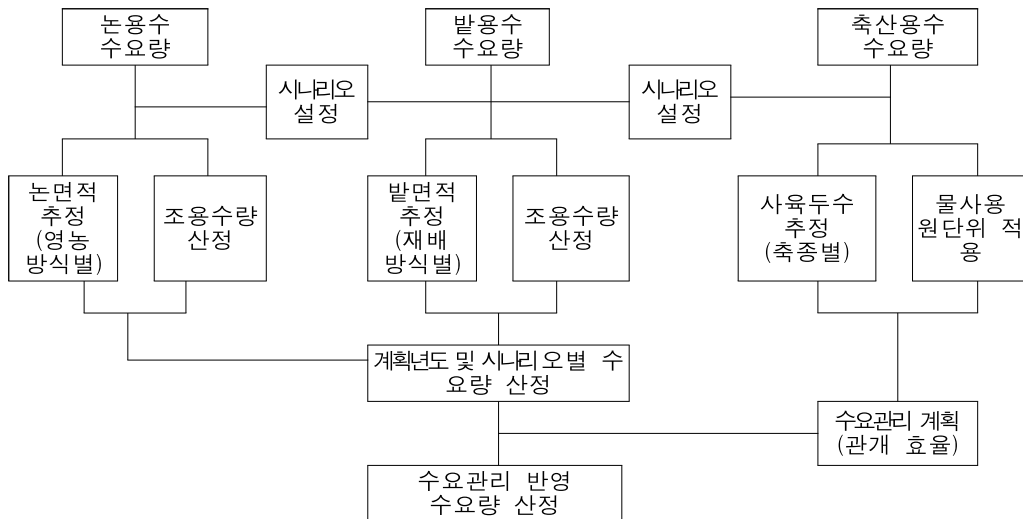 논용수
수요량
밭용수
수요량
축산용수
수요량
시나리오
설정
시나리오
설정
논면적
추정
(영농
방식별)
조용수량
산정
밭면적
추정
(재배
방식별)
조용수량
산정
사육두수
추정
(축종별)
물사용
원단위 적
용
계획년도 및 시나리오별 수
요량 산정
수요관리 계획
(관개 효율)
수요관리 반영
수요량 산정